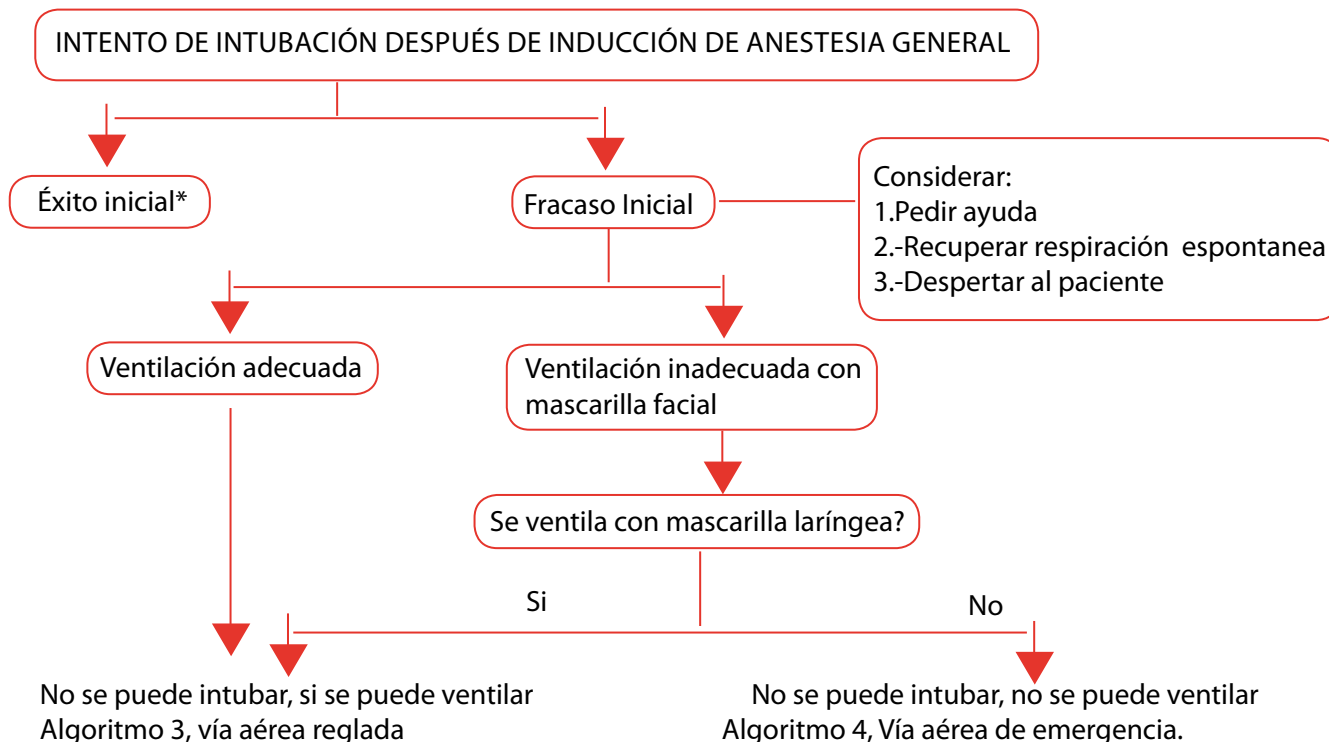 INTENTO DE INTUBACIÓN DESPUÉS DE INDUCCIÓN DE ANESTESIA GENERAL
Éxito inicial*
Fracaso Inicial
Considerar:
1.Pedir ayuda
2.-Recuperar respiración espontanea
3.-Despertar al paciente
Ventilación adecuada
Ventilación inadecuada con
mascarilla facial
Se ventila con mascarilla laríngea?
Si
No
No se puede intubar, si se puede ventilar
Algoritmo 3, vía aérea reglada
No se puede intubar, no se puede ventilar
Algoritmo 4, Vía aérea de emergencia.